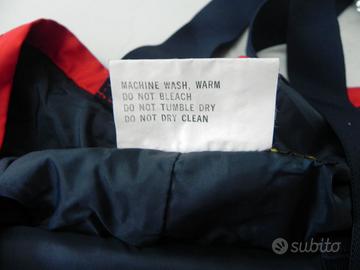 MACHINE WASH, WARM
DO NOT BLEACH
DO NOT TUMBLE DRY
DO NOT DRY CLEAN
subito